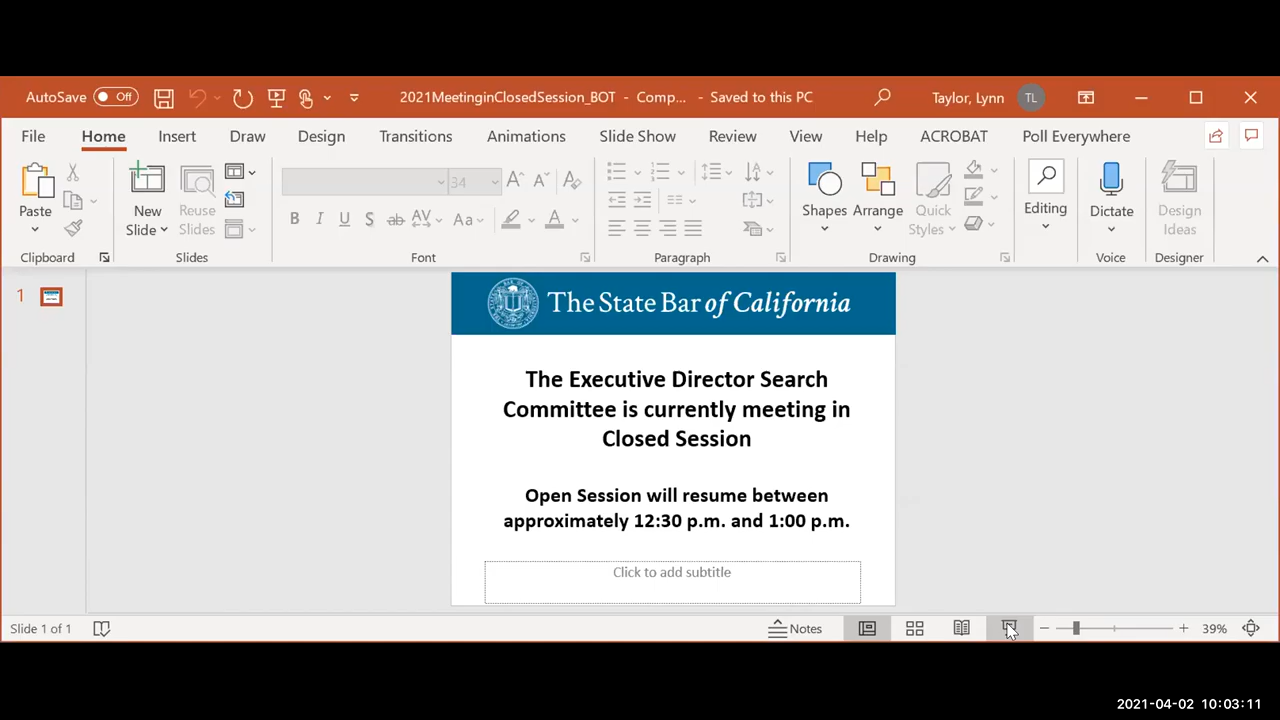 AutoSave Off 2021MeetinginClosedSession_BOT - Comp... - Saved to this PC Taylor, Lynn TL
File Home Insert Draw Design Transitions Animations Slide Show Review View Help ACROBAT Poll Everywhere
Paste New Slide Reuse Slides 34 Shapes Arrange Quick Styles Editing Dictate Design Ideas
B I U S ab AV Aa A
Clipboard Slides Font Paragraph Drawing Voice Designer
1
The State Bar of California
The Executive Director Search
Committee is currently meeting in
Closed Session
Open Session will resume between
approximately 12:30 p.m. and 1:00 p.m.
Click to add subtitle
Slide 1 of 1 Notes 39%
2021-04-02 10:03:11